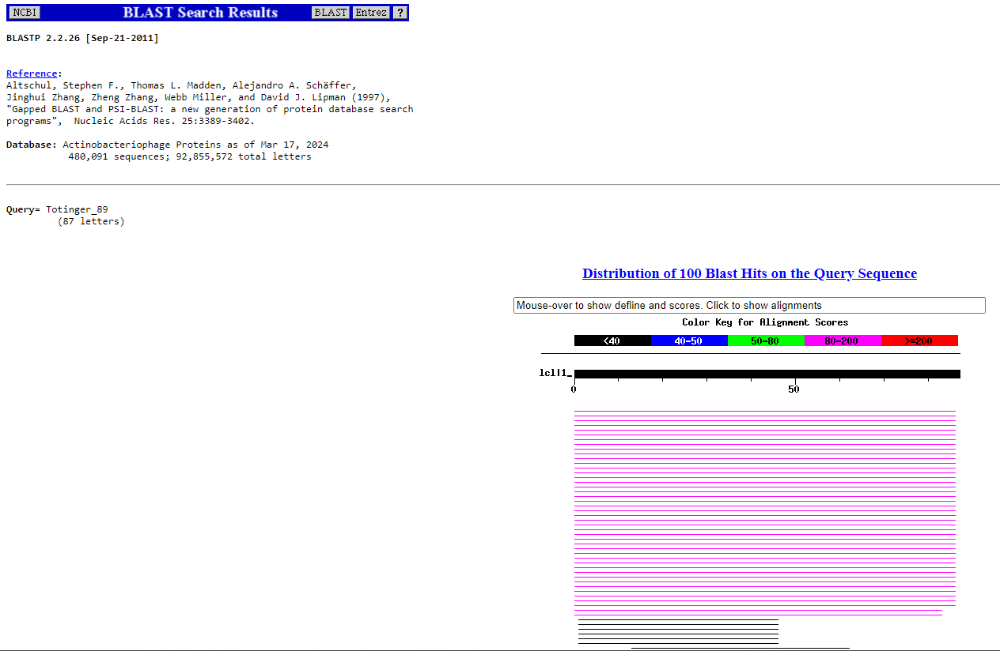 NCBI BLAST Search Results BLAST Entrez ?
BLASTP 2.2.26 [Sep-21-2011]
Reference:
Altschul, Stephen F., Thomas L. Madden, Alejandro A. Schäffer,
Jinghui Zhang, Zheng Zhang, Webb Miller, and David J. Lipman (1997),
"Gapped BLAST and PSI-BLAST: a new generation of protein database search
programs",  Nucleic Acids Res. 25:3389-3402.
Database: Actinobacteriophage Proteins as of Mar 17, 2024
480,091 sequences; 92,855,572 total letters
Query= Totinger_89
(87 letters)
Distribution of 100 Blast Hits on the Query Sequence
Mouse-over to show defline and scores. Click to show alignments
Color Key for Alignment Scores
<40 40-50 50-80 80-200 >=200
lcl|1_
0 50